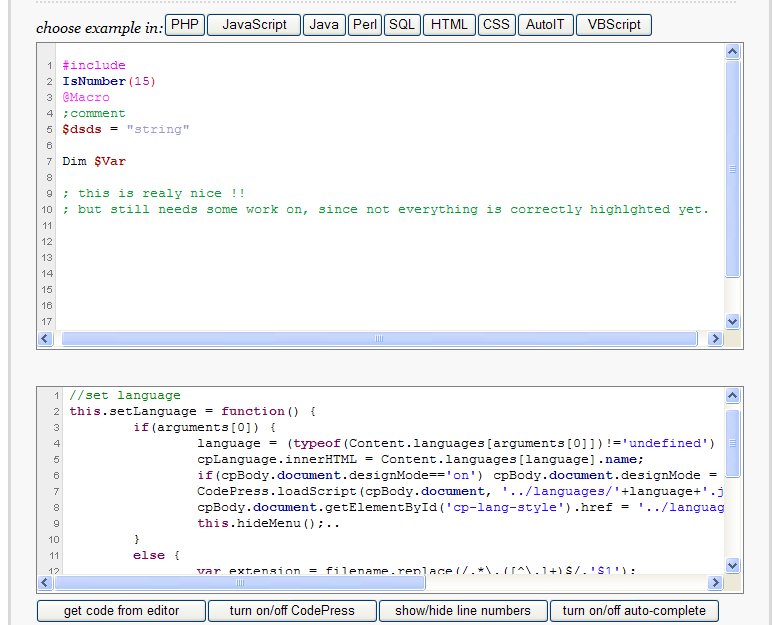 choose example in: PHP JavaScript Java Perl SQL HTML CSS AutoIT VBScript
1 #include
2 IsNumber(15)
3 @Macro
4 ;comment
5 $dsds = "string"
6
7 Dim $Var
8
9 ; this is realy nice !!
10 ; but still needs some work on, since not everything is correctly highlghted yet.
11
12
13
14
15
16
17
1 //set language
2 this.setLanguage = function() {
3 if(arguments[0]) {
4 language = (typeof(Content.languages[arguments[0]])!='undefined')
5 cpLanguage.innerHTML = Content.languages[language].name;
6 if(cpBody.document.designMode=='on') cpBody.document.designMode =
7 CodePress.loadScript(cpBody.document, '../languages/'+language+'.j
8 cpBody.document.getElementById('cp-lang-style').href = '../languag
9 this.hideMenu();..
10 }
11 else {
12 var extension = filename.replace(/.*\.([^\.]+)$/,'$1');
get code from editor turn on/off CodePress show/hide line numbers turn on/off auto-complete